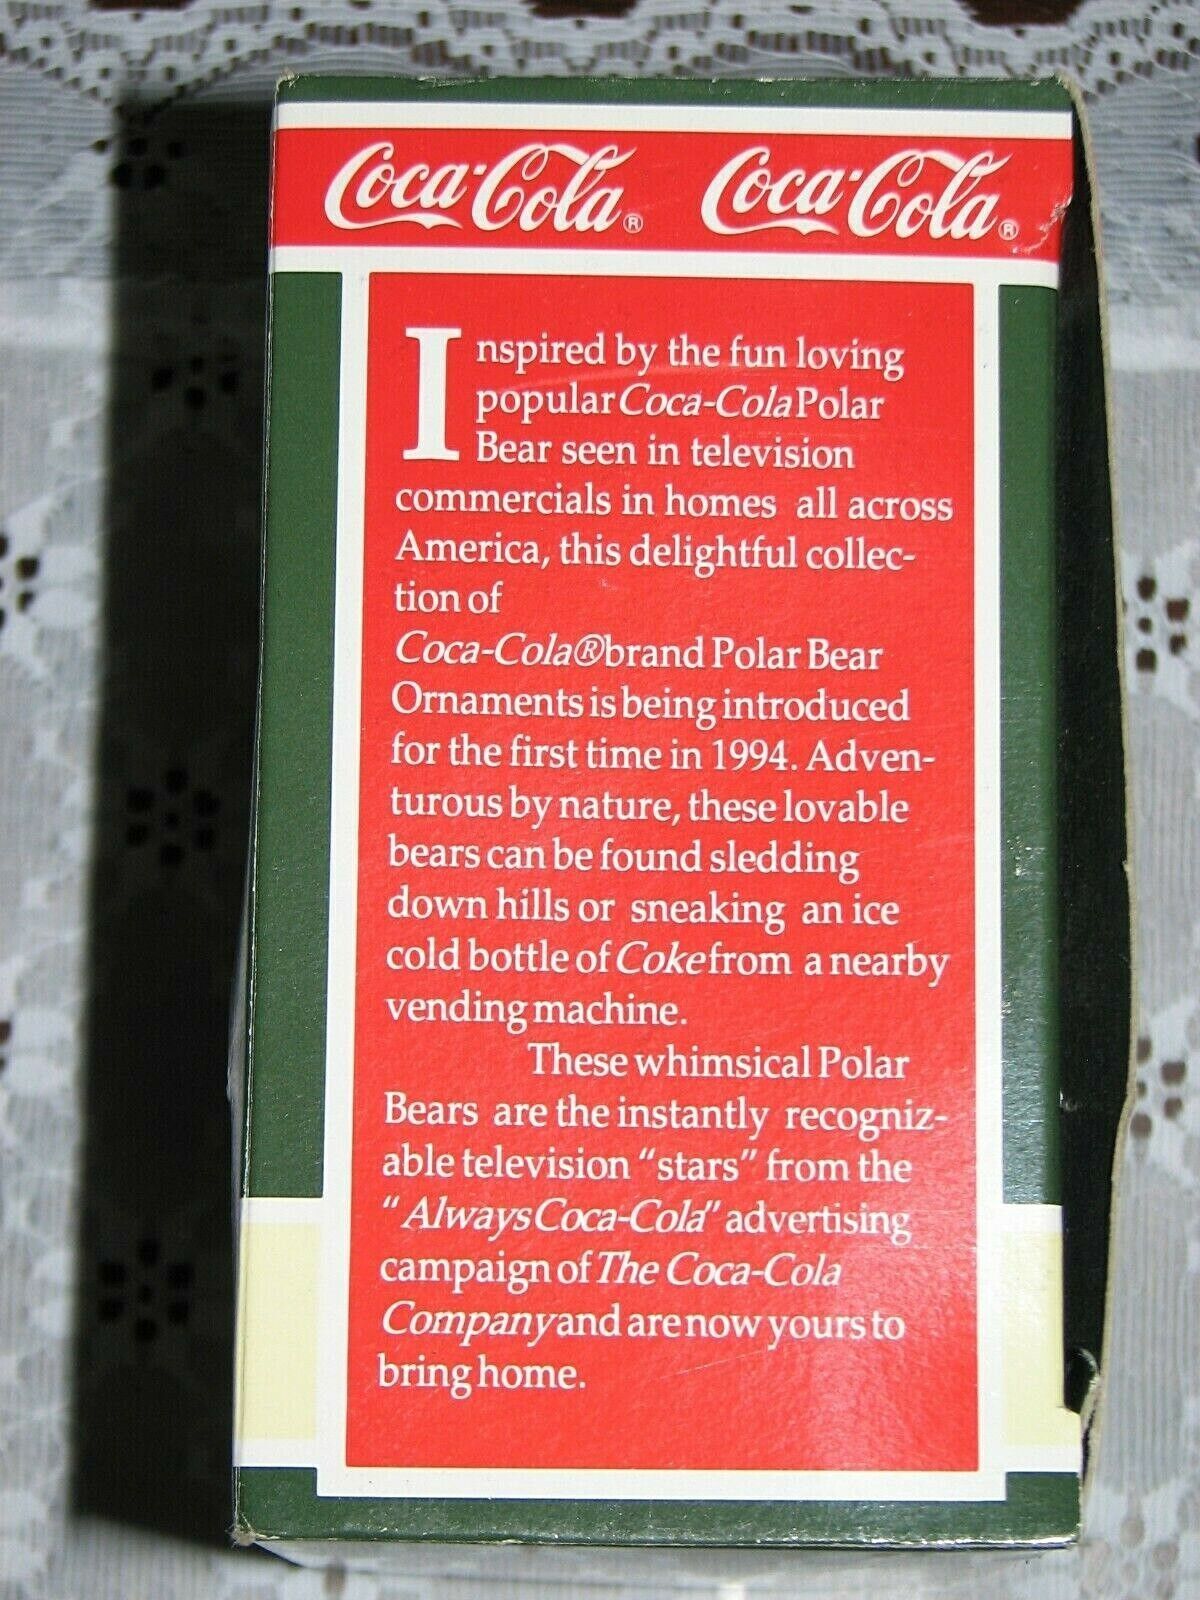 Coca-Cola® Coca-Cola®
Inspired by the fun loving
popular Coca-Cola Polar
Bear seen in television
commercials in homes all across
America, this delightful collec-
tion of
Coca-Cola® brand Polar Bear
Ornaments is being introduced
for the first time in 1994. Adven-
turous by nature, these lovable
bears can be found sledding
down hills or sneaking an ice
cold bottle of Coke from a nearby
vending machine.
These whimsical Polar
Bears are the instantly recogniz-
able television "stars" from the
"Always Coca-Cola" advertising
campaign of The Coca-Cola
Company and are now yours to
bring home.